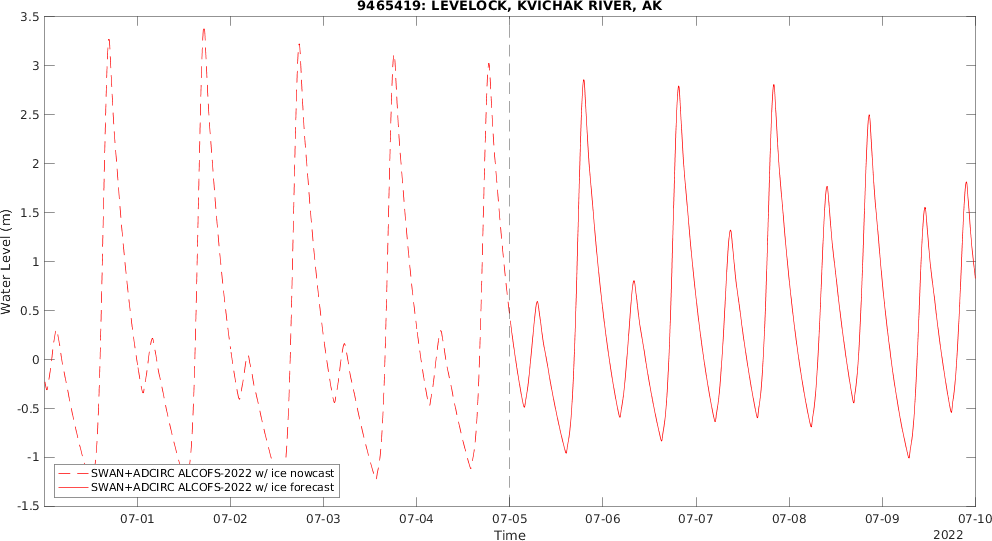 9465419: LEVELOCK, KVICHAK RIVER, AK
3.5
3
2.5
2
1.5
1
0.5
0
-0.5
-1
-1.5
Water Level (m)
SWAN+ADCIRC ALCOFS-2022 w/ ice nowcast
SWAN+ADCIRC ALCOFS-2022 w/ ice forecast
07-01 07-02 07-03 07-04 07-05 07-06 07-07 07-08 07-09 07-10
Time
2022